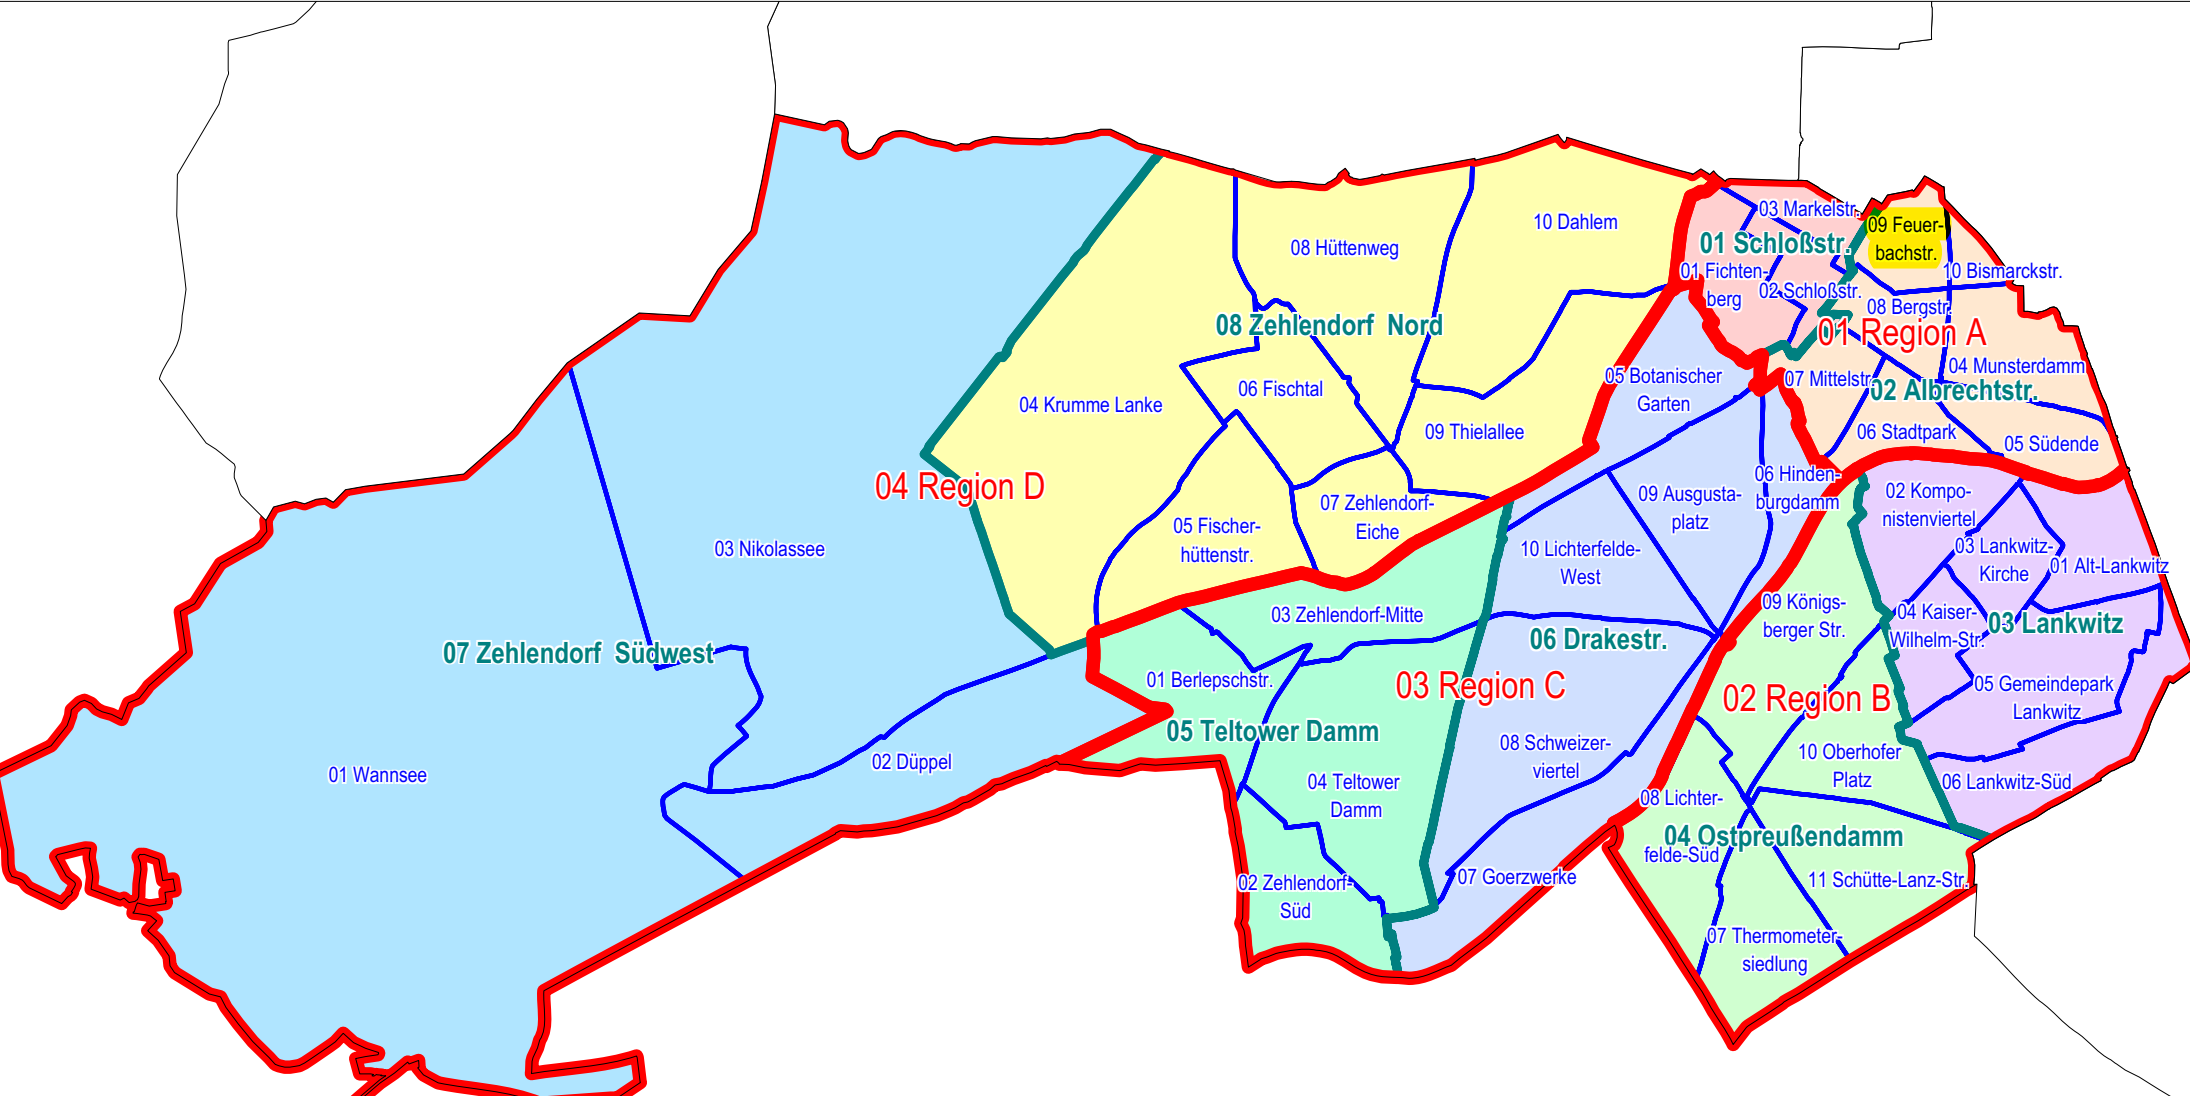 04 Region D
07 Zehlendorf Südwest
01 Wannsee
02 Düppel
03 Nikolassee
08 Zehlendorf Nord
04 Krumme Lanke
05 Fischer-
hüttenstr.
06 Fischtal
07 Zehlendorf-
Eiche
08 Hüttenweg
09 Thielallee
10 Dahlem
03 Region C
05 Teltower Damm
01 Berlepschstr.
02 Zehlendorf-
Süd
03 Zehlendorf-Mitte
04 Teltower
Damm
06 Drakestr.
05 Botanischer
Garten
06 Hinden-
burgdamm
07 Goerzwerke
08 Schweizer-
viertel
09 Ausgusta-
platz
10 Lichterfelde-
West
01 Region A
01 Schloßstr.
01 Fichten-
berg
02 Schloßstr.
03 Markelstr.
02 Albrechtstr.
04 Munsterdamm
05 Südende
06 Stadtpark
07 Mittelstr.
08 Bergstr.
09 Feuer-
bachstr.
10 Bismarckstr.
02 Region B
03 Lankwitz
01 Alt-Lankwitz
02 Kompo-
nistenviertel
03 Lankwitz-
Kirche
04 Kaiser-
Wilhelm-Str.
05 Gemeindepark
Lankwitz
06 Lankwitz-Süd
04 Ostpreußendamm
07 Thermometer-
siedlung
08 Lichter-
felde-Süd
09 Königs-
berger Str.
10 Oberhofer
Platz
11 Schütte-Lanz-Str.